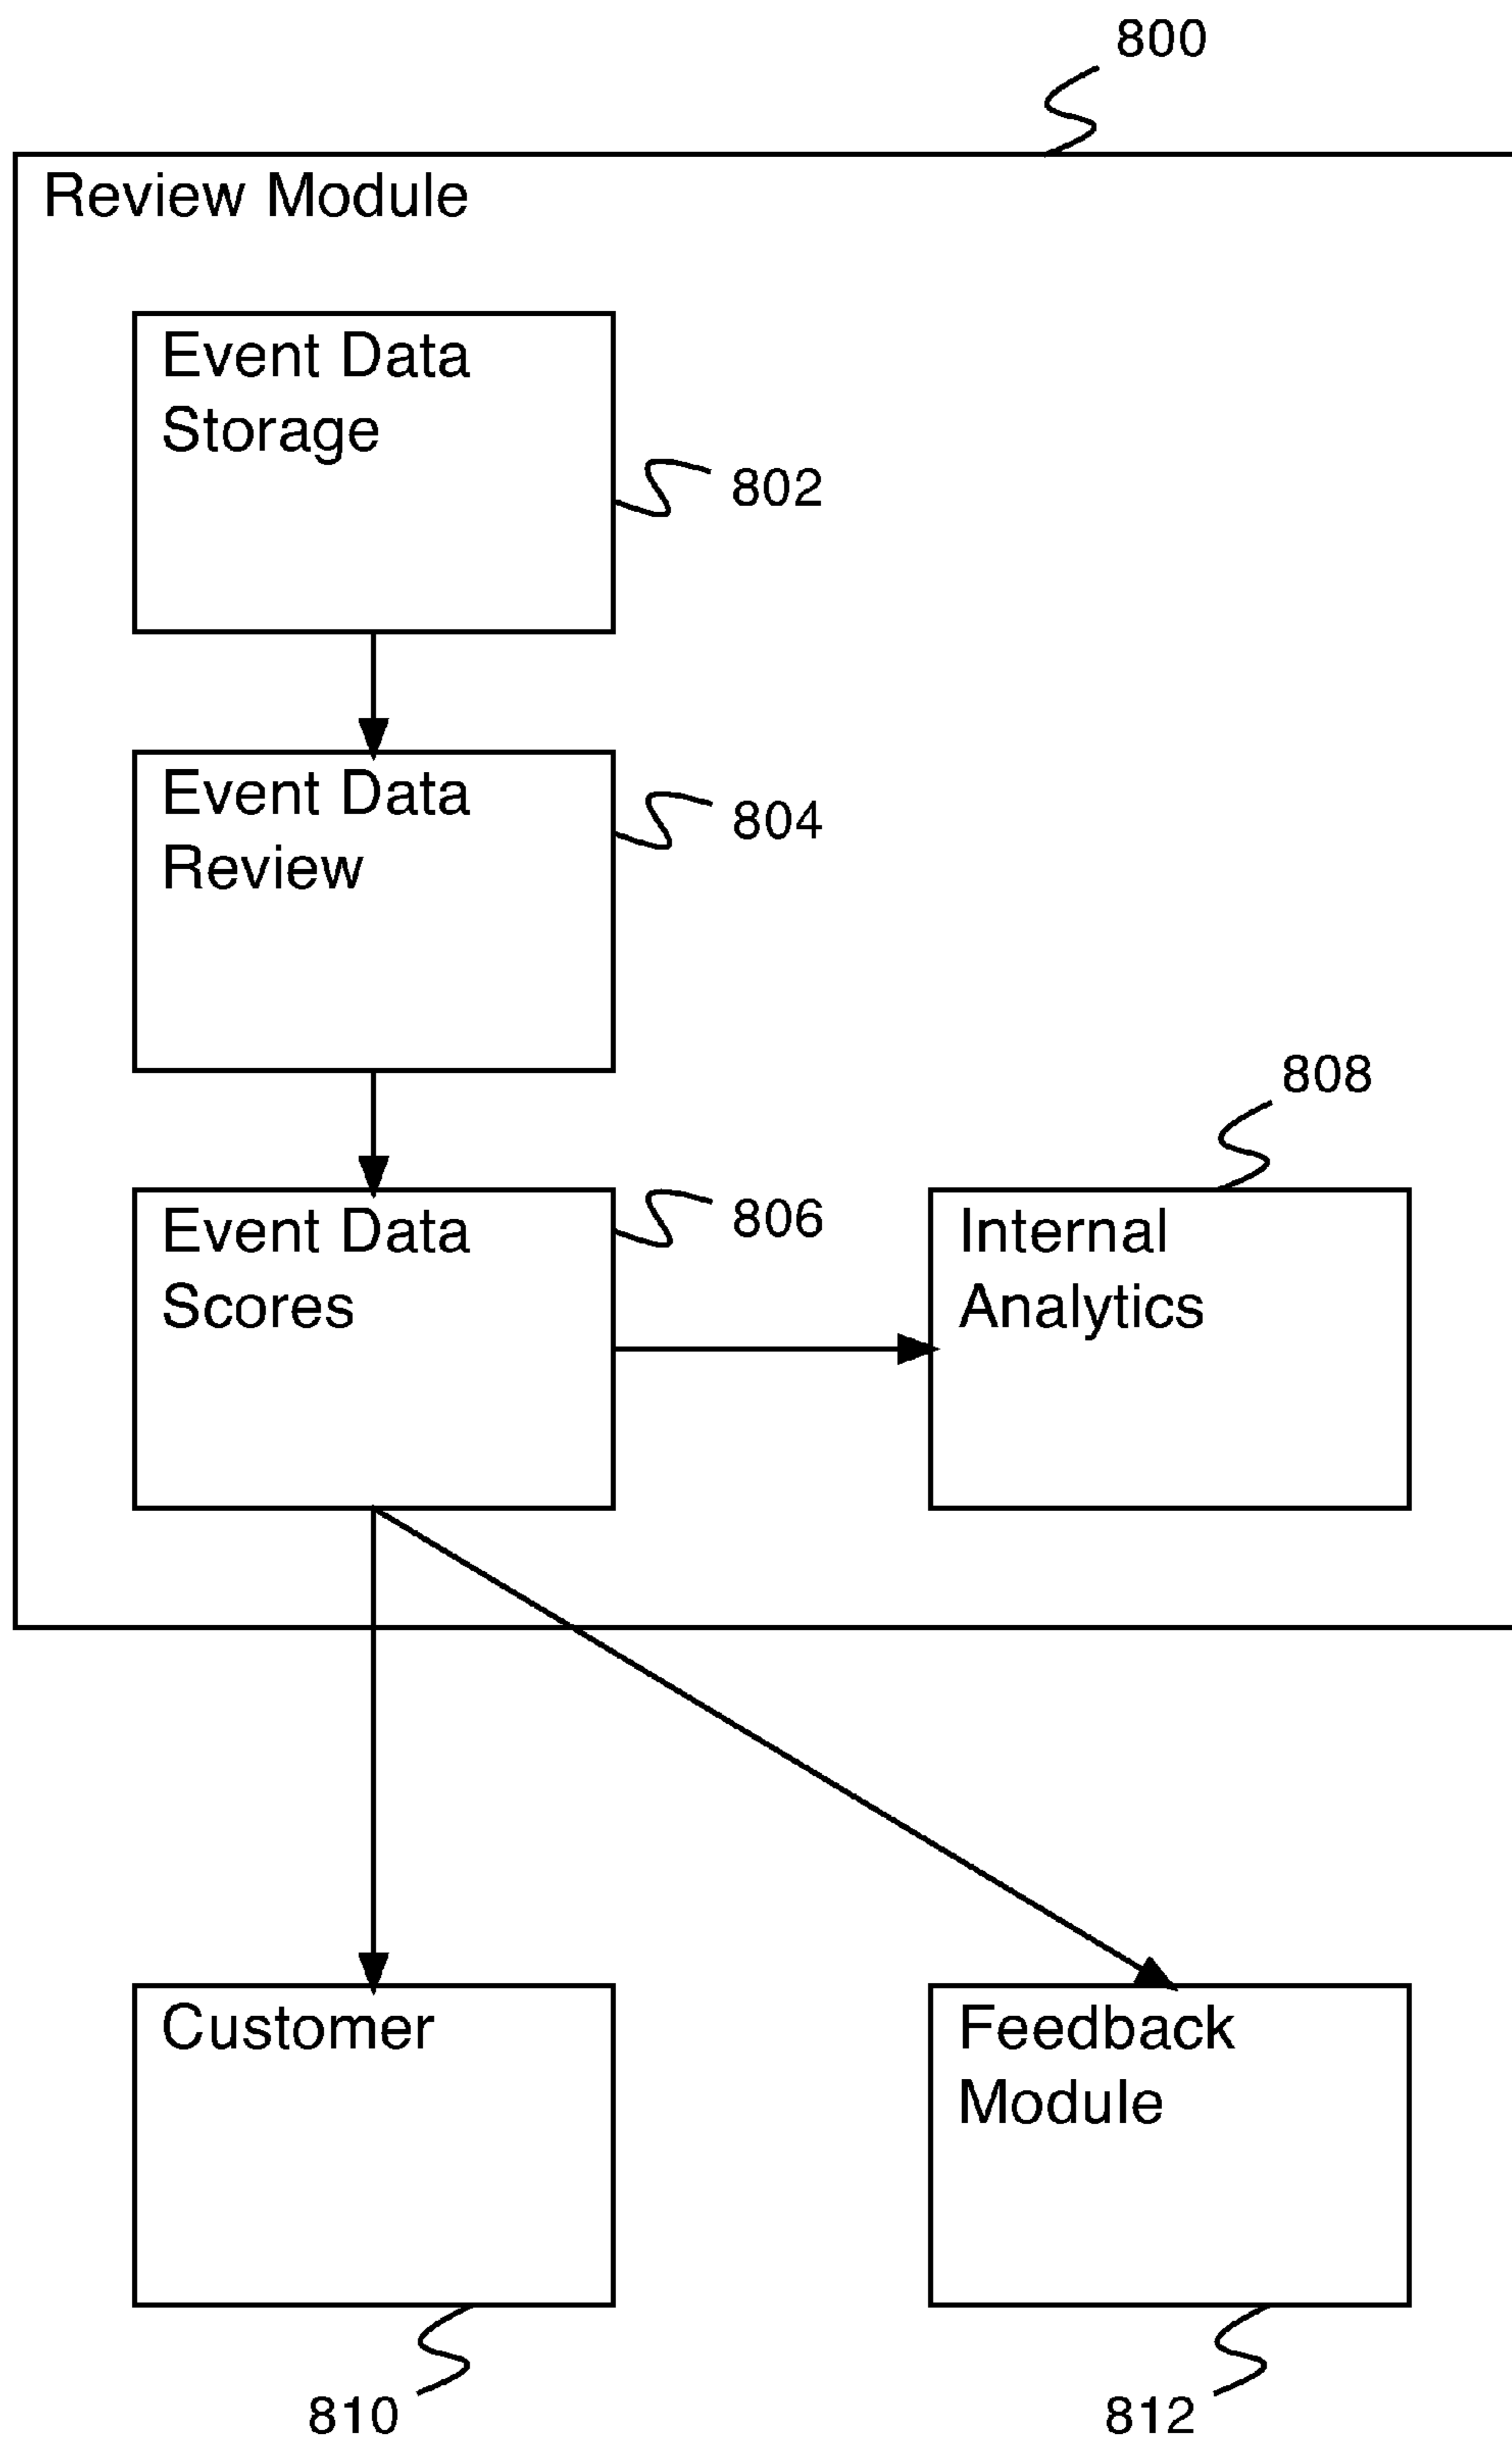 800
Review Module
Event Data
Storage
802
Event Data
Review
804
808
Event Data
Scores
806
Internal
Analytics
Customer
Feedback
Module
810
812